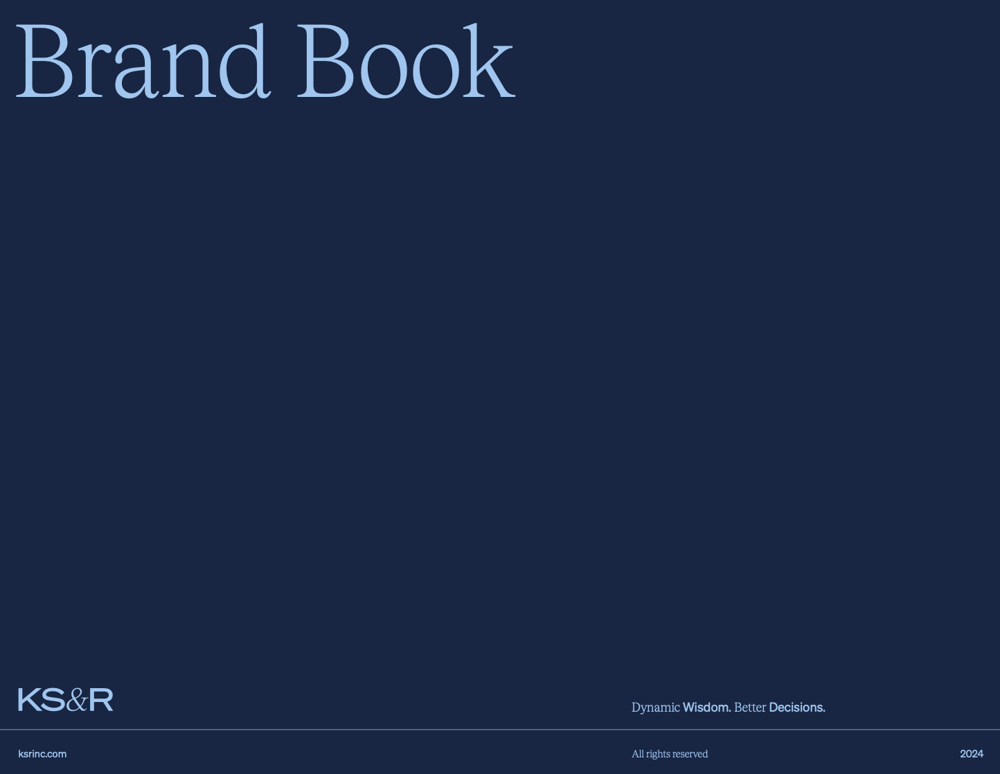 Brand Book
KS&R
Dynamic Wisdom. Better Decisions.
ksrinc.com
All rights reserved
2024